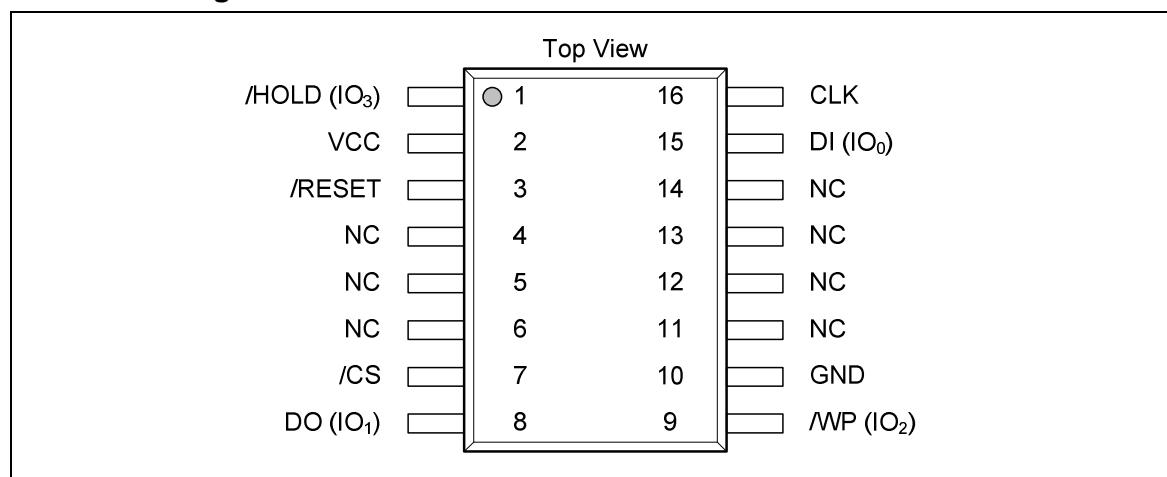 Top View
/HOLD (IO₃) 1 16 CLK
VCC 2 15 DI (IO₀)
/RESET 3 14 NC
NC 4 13 NC
NC 5 12 NC
NC 6 11 NC
/CS 7 10 GND
DO (IO₁) 8 9 /WP (IO₂)